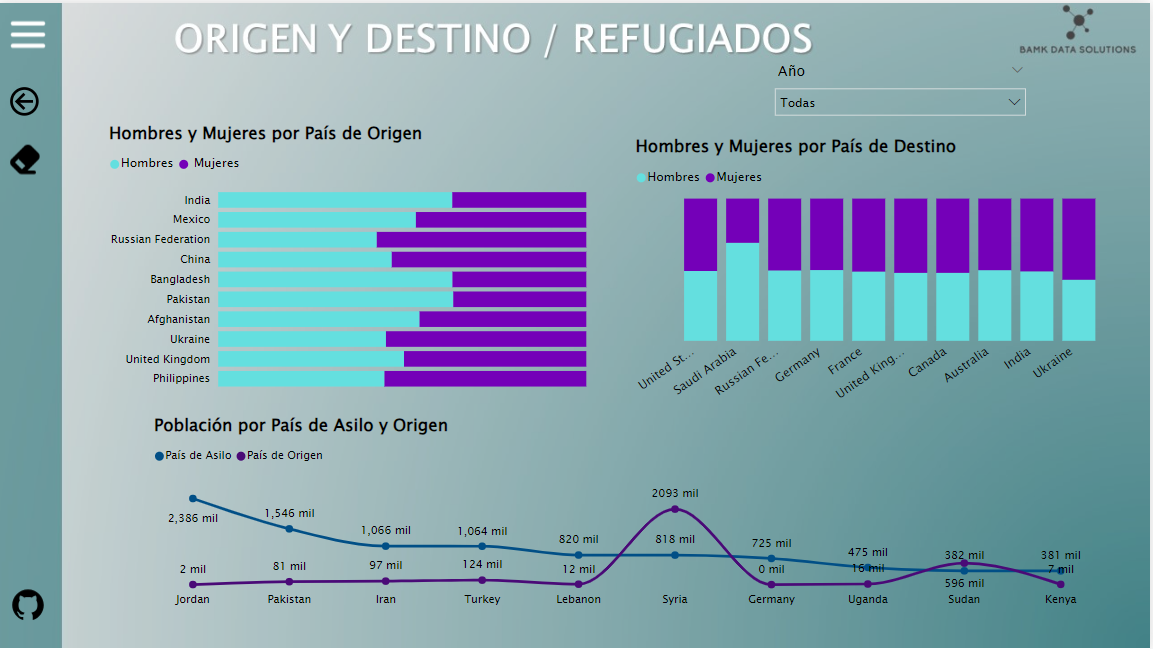 ORIGEN Y DESTINO / REFUGIADOS
BAMK DATA SOLUTIONS
Año
Todas
Hombres y Mujeres por País de Origen
Hombres Mujeres
India
Mexico
Russian Federation
China
Bangladesh
Pakistan
Afghanistan
Ukraine
United Kingdom
Philippines
Hombres y Mujeres por País de Destino
Hombres Mujeres
United St...
Saudi Arabia
Russian Fe...
Germany
France
United King...
Canada
Australia
India
Ukraine
Población por País de Asilo y Origen
País de Asilo País de Origen
2,386 mil 1,546 mil 1,066 mil 1,064 mil 820 mil 818 mil 725 mil 475 mil 382 mil 381 mil
2 mil 81 mil 97 mil 124 mil 12 mil 2093 mil 0 mil 16 mil 596 mil 7 mil
Jordan Pakistan Iran Turkey Lebanon Syria Germany Uganda Sudan Kenya